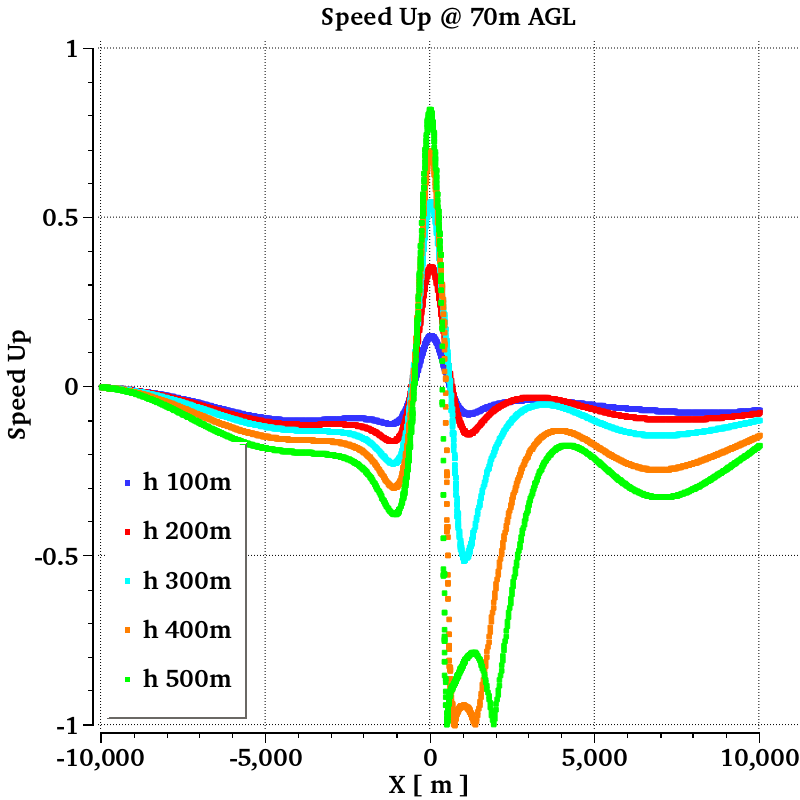 Speed Up @ 70m AGL
1
0.5
0
-0.5
-1
Speed Up
h 100m
h 200m
h 300m
h 400m
h 500m
-10,000
-5,000
0
5,000
10,000
X [ m ]